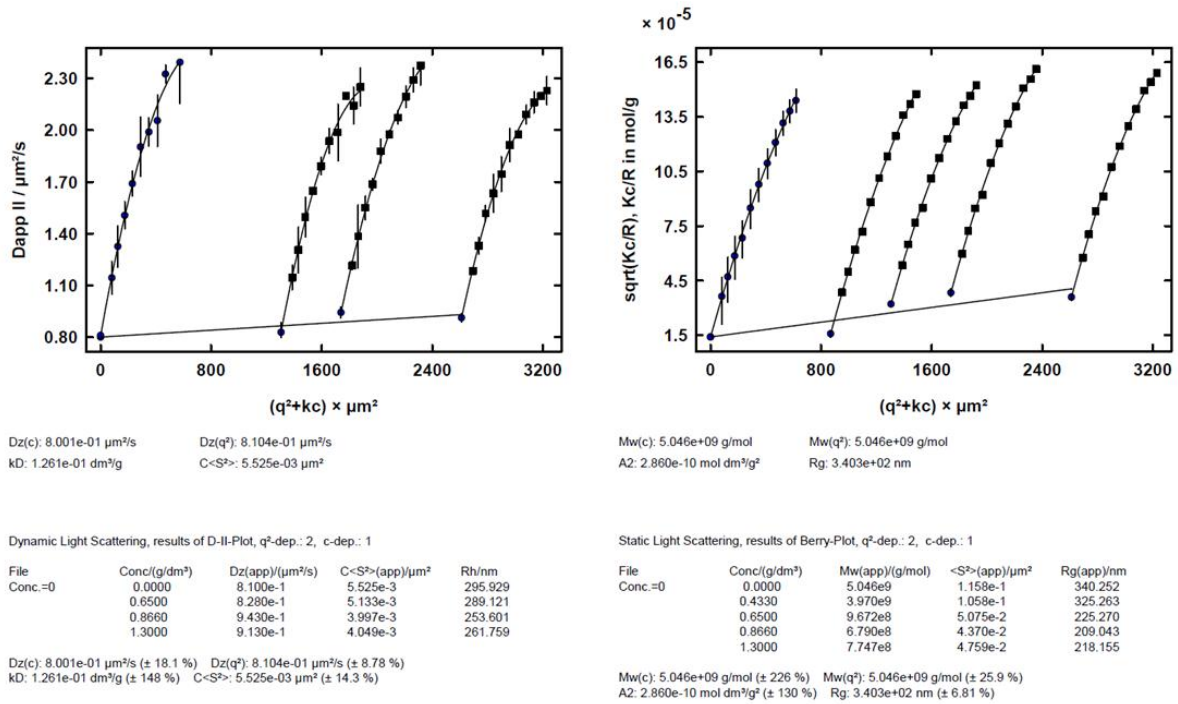 2.30
2.00
1.70
1.40
1.10
0.80
Dapp II / μm²/s
0 800 1600 2400 3200
(q²+kc) × μm²
× 10⁻⁵
16.5
13.5
10.5
7.5
4.5
1.5
sqrt(Kc/R), Kc/R in mol/g
0 800 1600 2400 3200
(q²+kc) × μm²
Dz(c): 8.001e-01 μm²/s Dz(q²): 8.104e-01 μm²/s
kD: 1.261e-01 dm³/g C<S²>: 5.525e-03 μm²
Mw(c): 5.046e+09 g/mol Mw(q²): 5.046e+09 g/mol
A2: 2.860e-10 mol dm³/g² Rg: 3.403e+02 nm
Dynamic Light Scattering, results of D-II-Plot, q²-dep.: 2, c-dep.: 1
File Conc/(g/dm³) Dz(app)/(μm²/s) C<S²>(app)/μm² Rh/nm
Conc.=0 0.0000 8.100e-1 5.525e-3 295.929
0.6500 8.280e-1 5.133e-3 289.121
0.8660 9.430e-1 3.997e-3 253.601
1.3000 9.130e-1 4.049e-3 261.759
Dz(c): 8.001e-01 μm²/s (± 18.1 %) Dz(q²): 8.104e-01 μm²/s (± 8.78 %)
kD: 1.261e-01 dm³/g (± 148 %) C<S²>: 5.525e-03 μm² (± 14.3 %)
Static Light Scattering, results of Berry-Plot, q²-dep.: 2, c-dep.: 1
File Conc/(g/dm³) Mw(app)/(g/mol) <S²>(app)/μm² Rg(app)/nm
Conc.=0 0.0000 5.046e9 1.158e-1 340.252
0.4330 3.970e9 1.058e-1 325.263
0.6500 9.672e8 5.075e-2 225.270
0.8660 6.790e8 4.370e-2 209.043
1.3000 7.747e8 4.759e-2 218.155
Mw(c): 5.046e+09 g/mol (± 226 %) Mw(q²): 5.046e+09 g/mol (± 25.9 %)
A2: 2.860e-10 mol dm³/g² (± 130 %) Rg: 3.403e+02 nm (± 6.81 %)